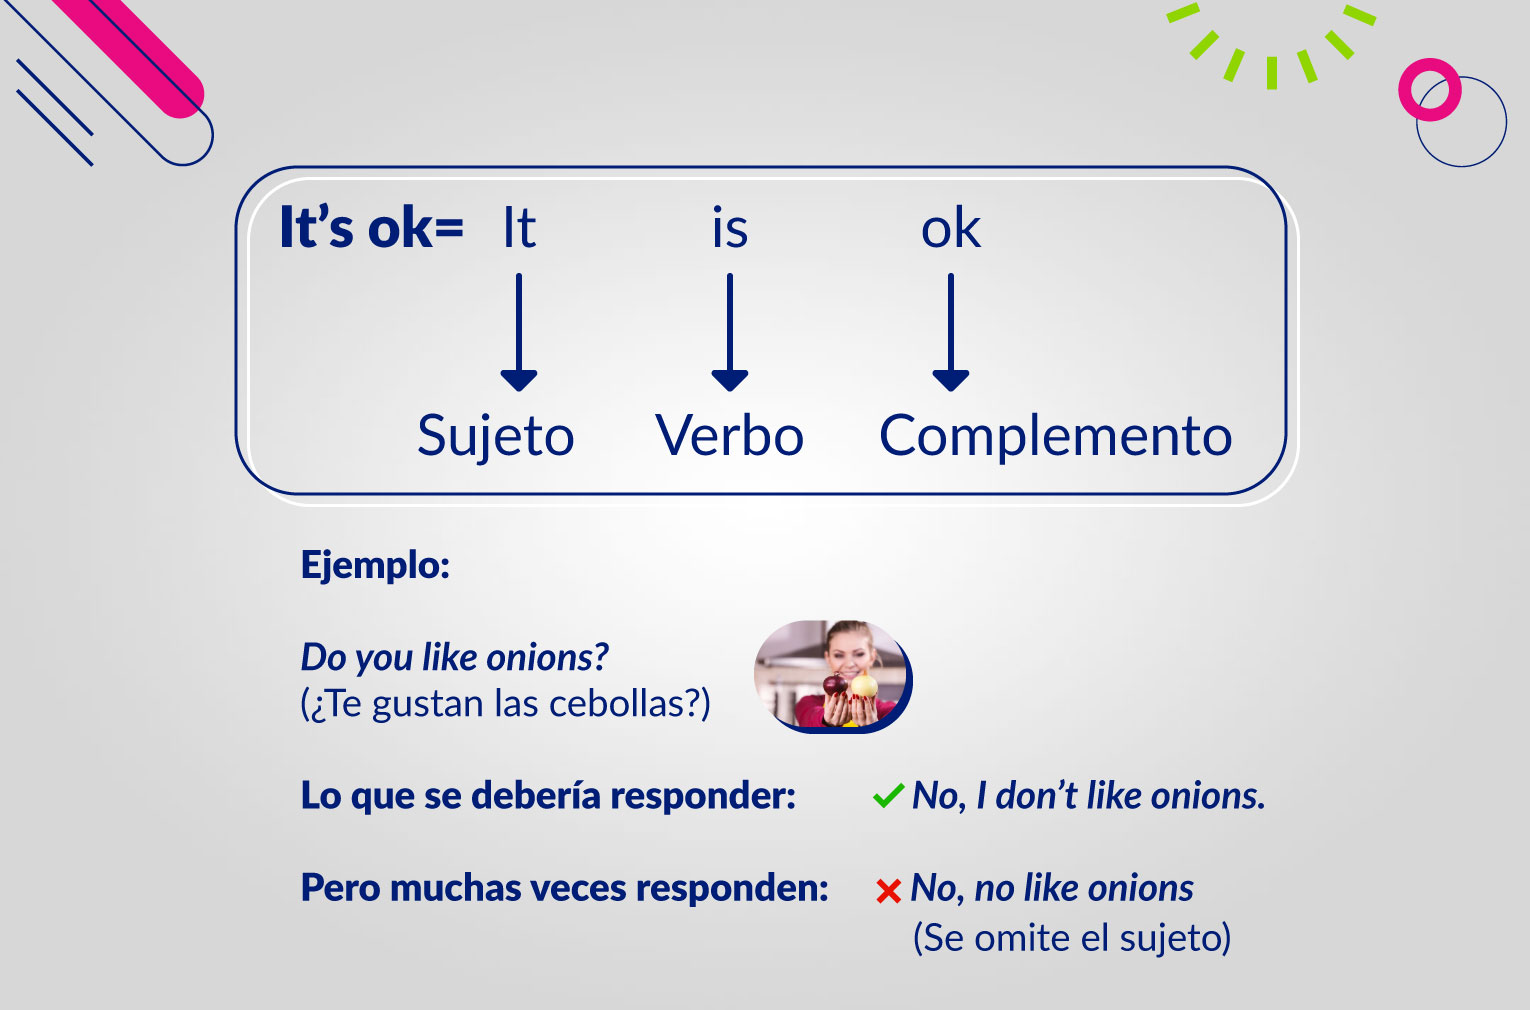 It’s ok= It is ok
Sujeto Verbo Complemento
Ejemplo:
Do you like onions?
(¿Te gustan las cebollas?)
Lo que se debería responder: No, I don’t like onions.
Pero muchas veces responden: No, no like onions
(Se omite el sujeto)